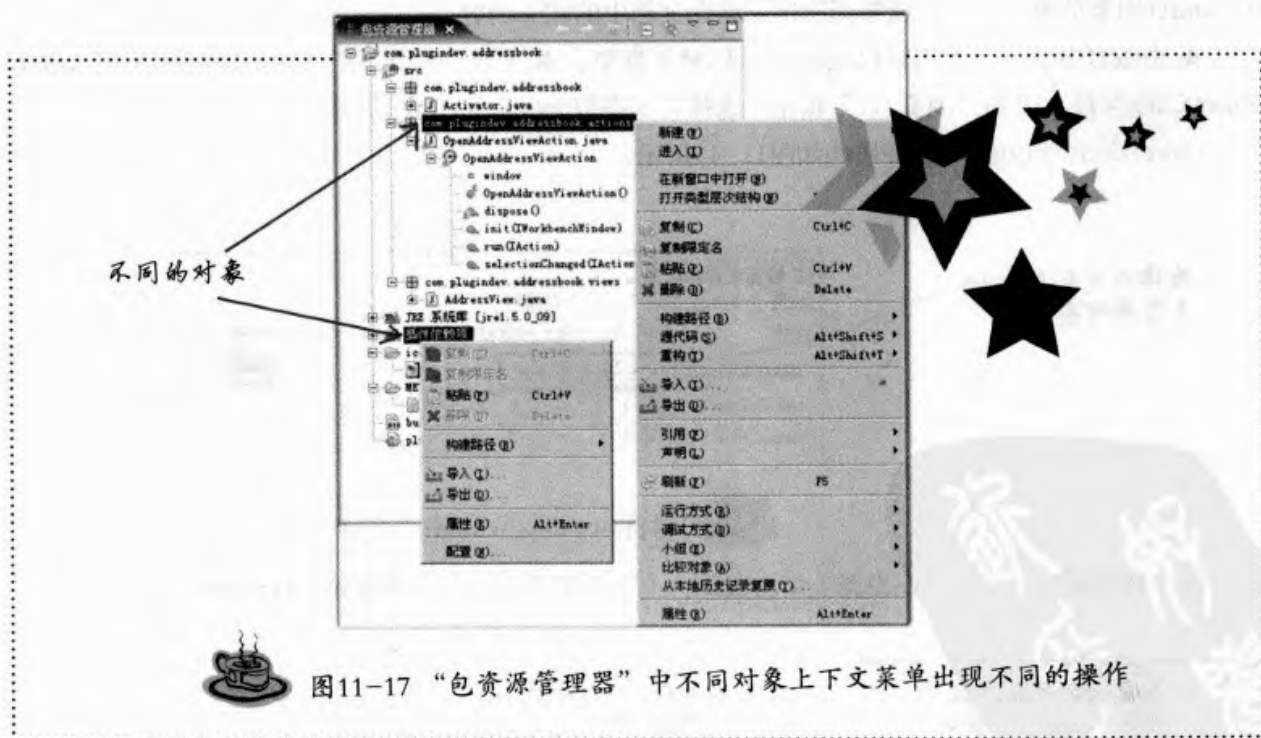 包资源管理器
com.plugindev.addressbook
src
com.plugindev.addressbook
Activator.java
com.plugindev.addressbook.actions
OpenAddressViewAction.java
OpenAddressViewAction
window
OpenAddressViewAction()
dispose()
init(IWorkbenchWindow)
run(IAction)
selectionChanged(IAction
com.plugindev.addressbook.views
AddressView.java
JRE 系统库 [jre1.5.0_09]
ic
ME
bu
pl
不同的对象
复制(C) Ctrl+C
复制限定名
粘贴(P) Ctrl+V
删除(D) Delete
构建路径(B)
导入(I)...
导出(O)...
属性(R) Alt+Enter
配置(N)...
新建(W)
进入(I)
在新窗口中打开(N)
打开类型层次结构(N)
复制(C) Ctrl+C
复制限定名
粘贴(P) Ctrl+V
删除(D) Delete
构建路径(B)
源代码(S) Alt+Shift+S
重构(T) Alt+Shift+T
导入(I)...
导出(O)...
引用(F)
声明(L)
刷新(F) F5
运行方式(R)
调试方式(D)
小组(E)
比较对象(A)
从本地历史记录复原(Y)...
属性(R) Alt+Enter
图11-17 “包资源管理器”中不同对象上下文菜单出现不同的操作